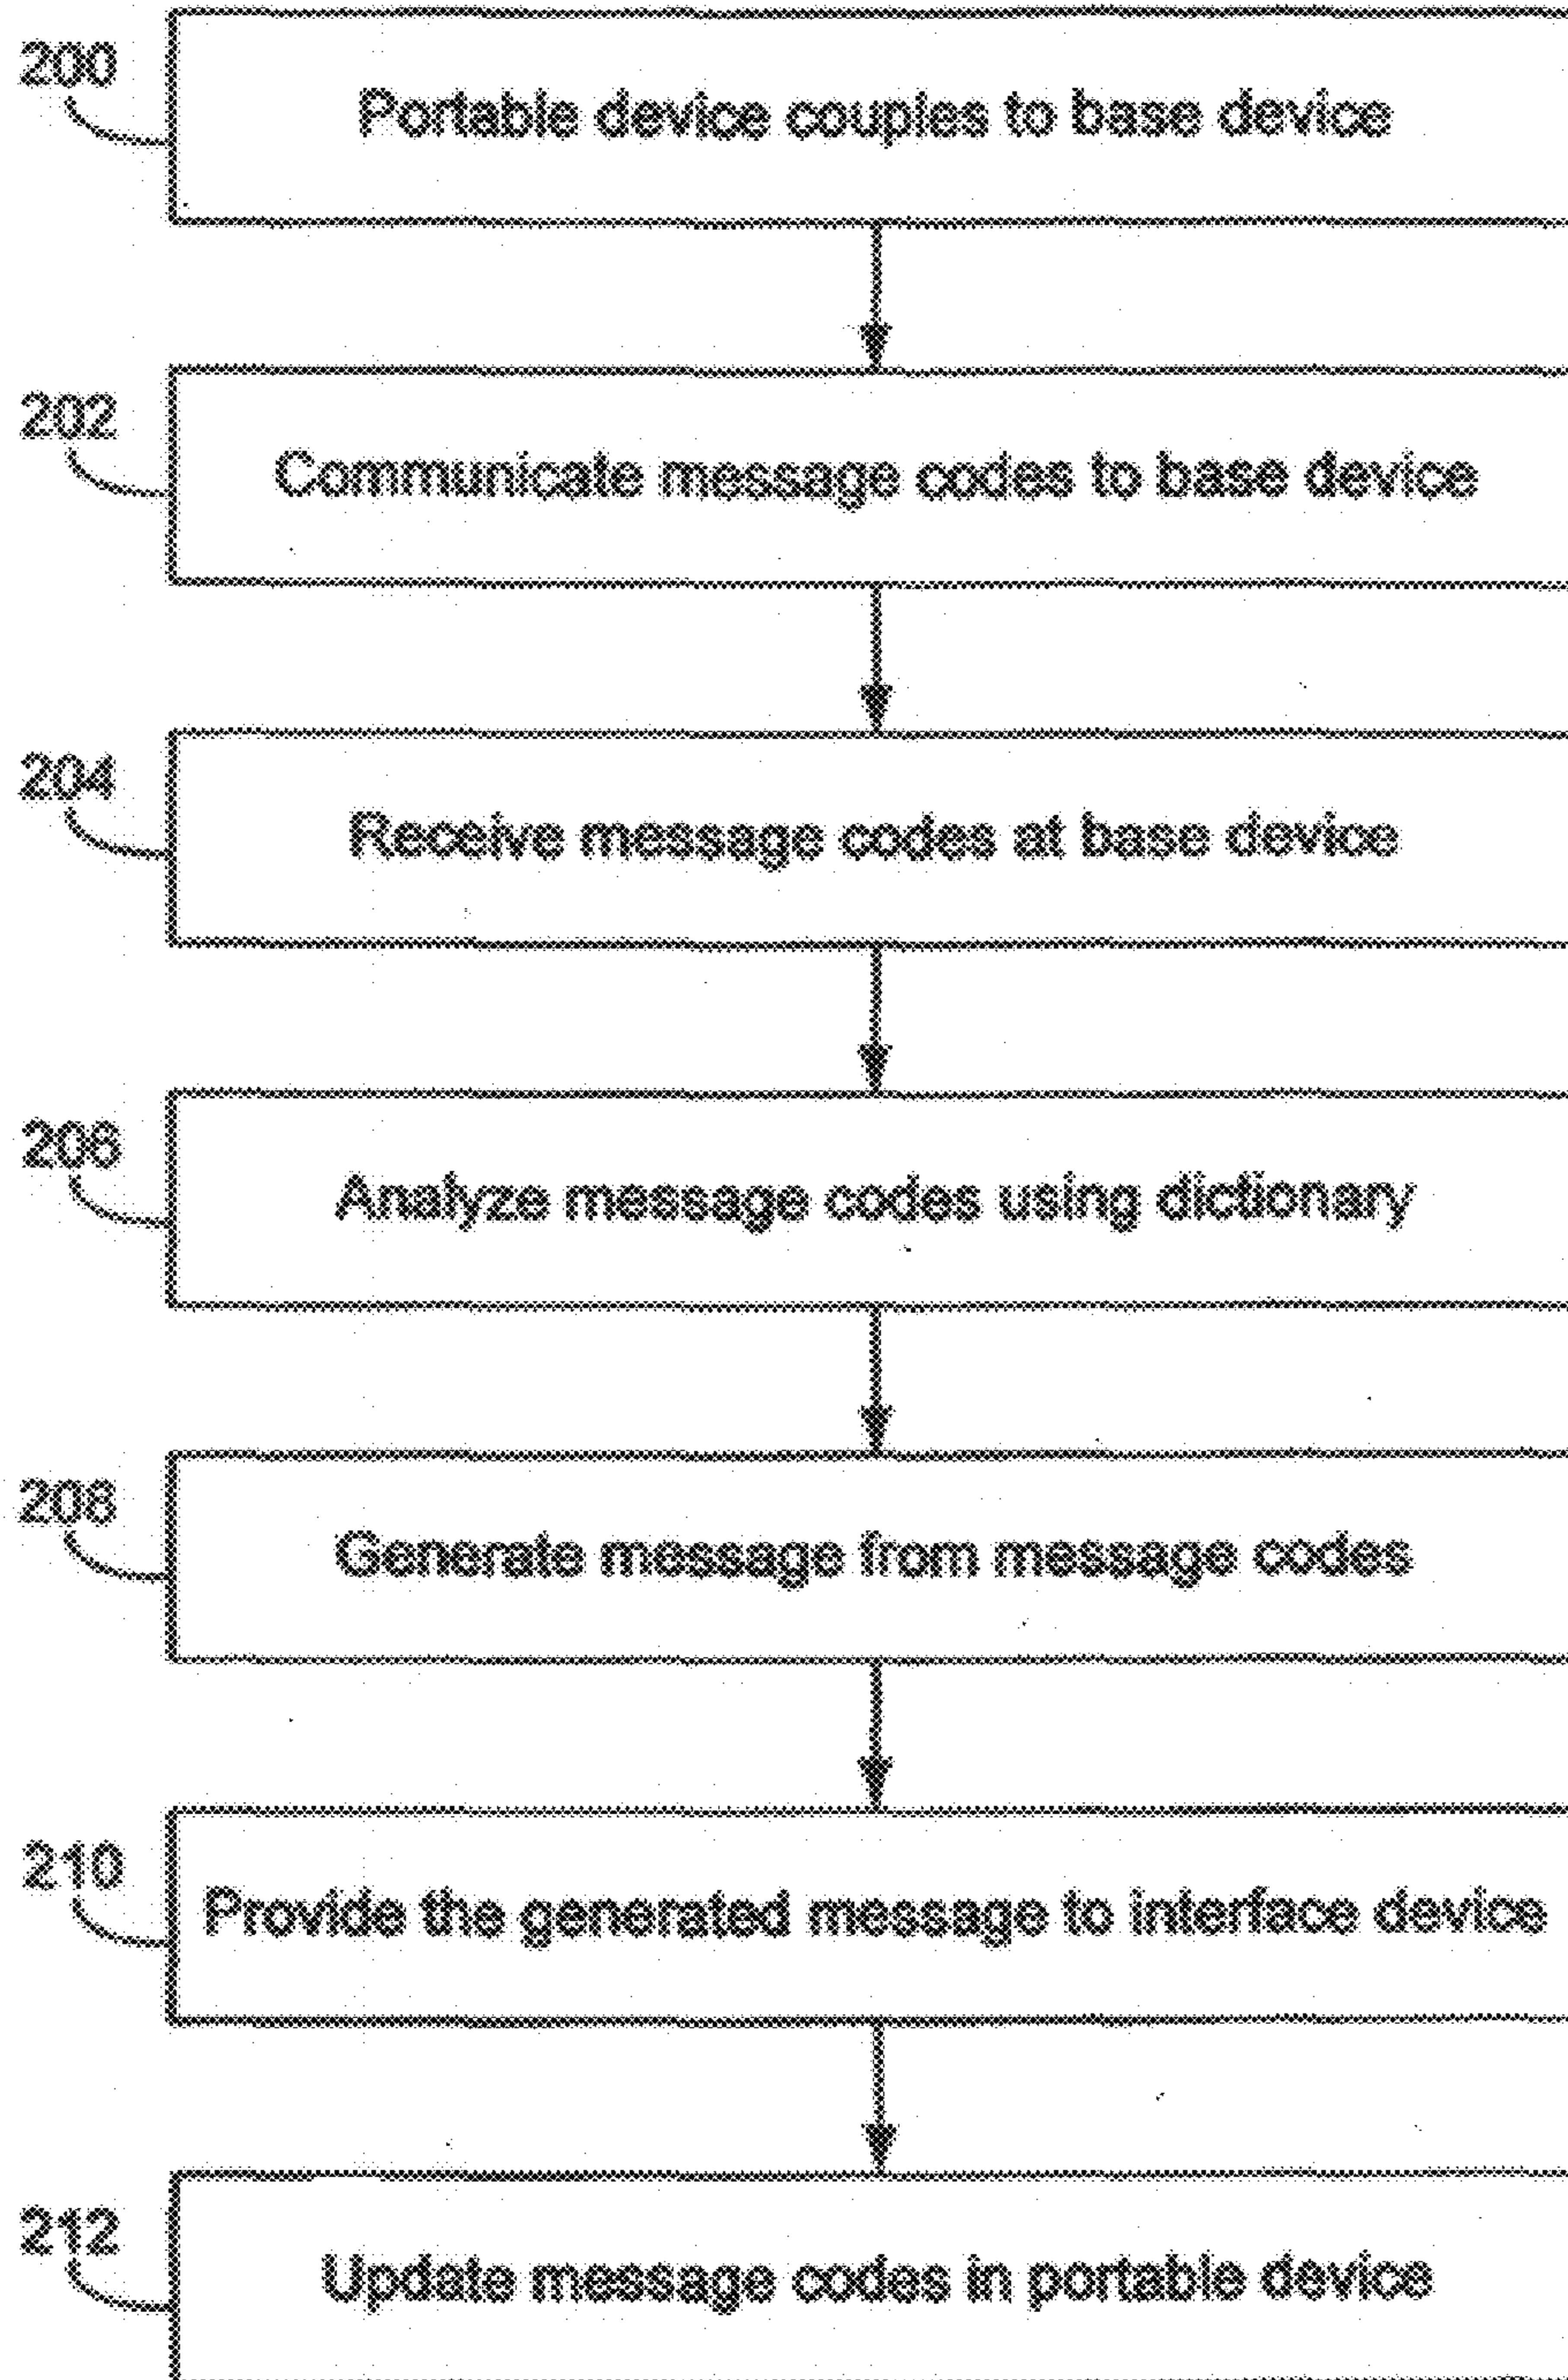 200
Portable device couples to base device
202
Communicate message codes to base device
204
Receive message codes at base device
206
Analyze message codes using dictionary
208
Generate message from message codes
210
Provide the generated message to interface device
212
Update message codes in portable device